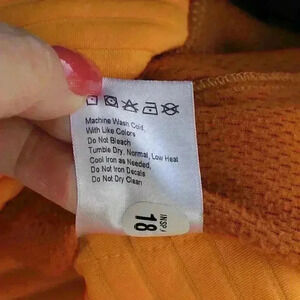 Machine Wash Cold,
With Like Colors
Do Not Bleach
Tumble Dry, Normal, Low Heat
Cool Iron as Needed,
Do Not Iron Decals
Do Not Dry Clean
INSP
18